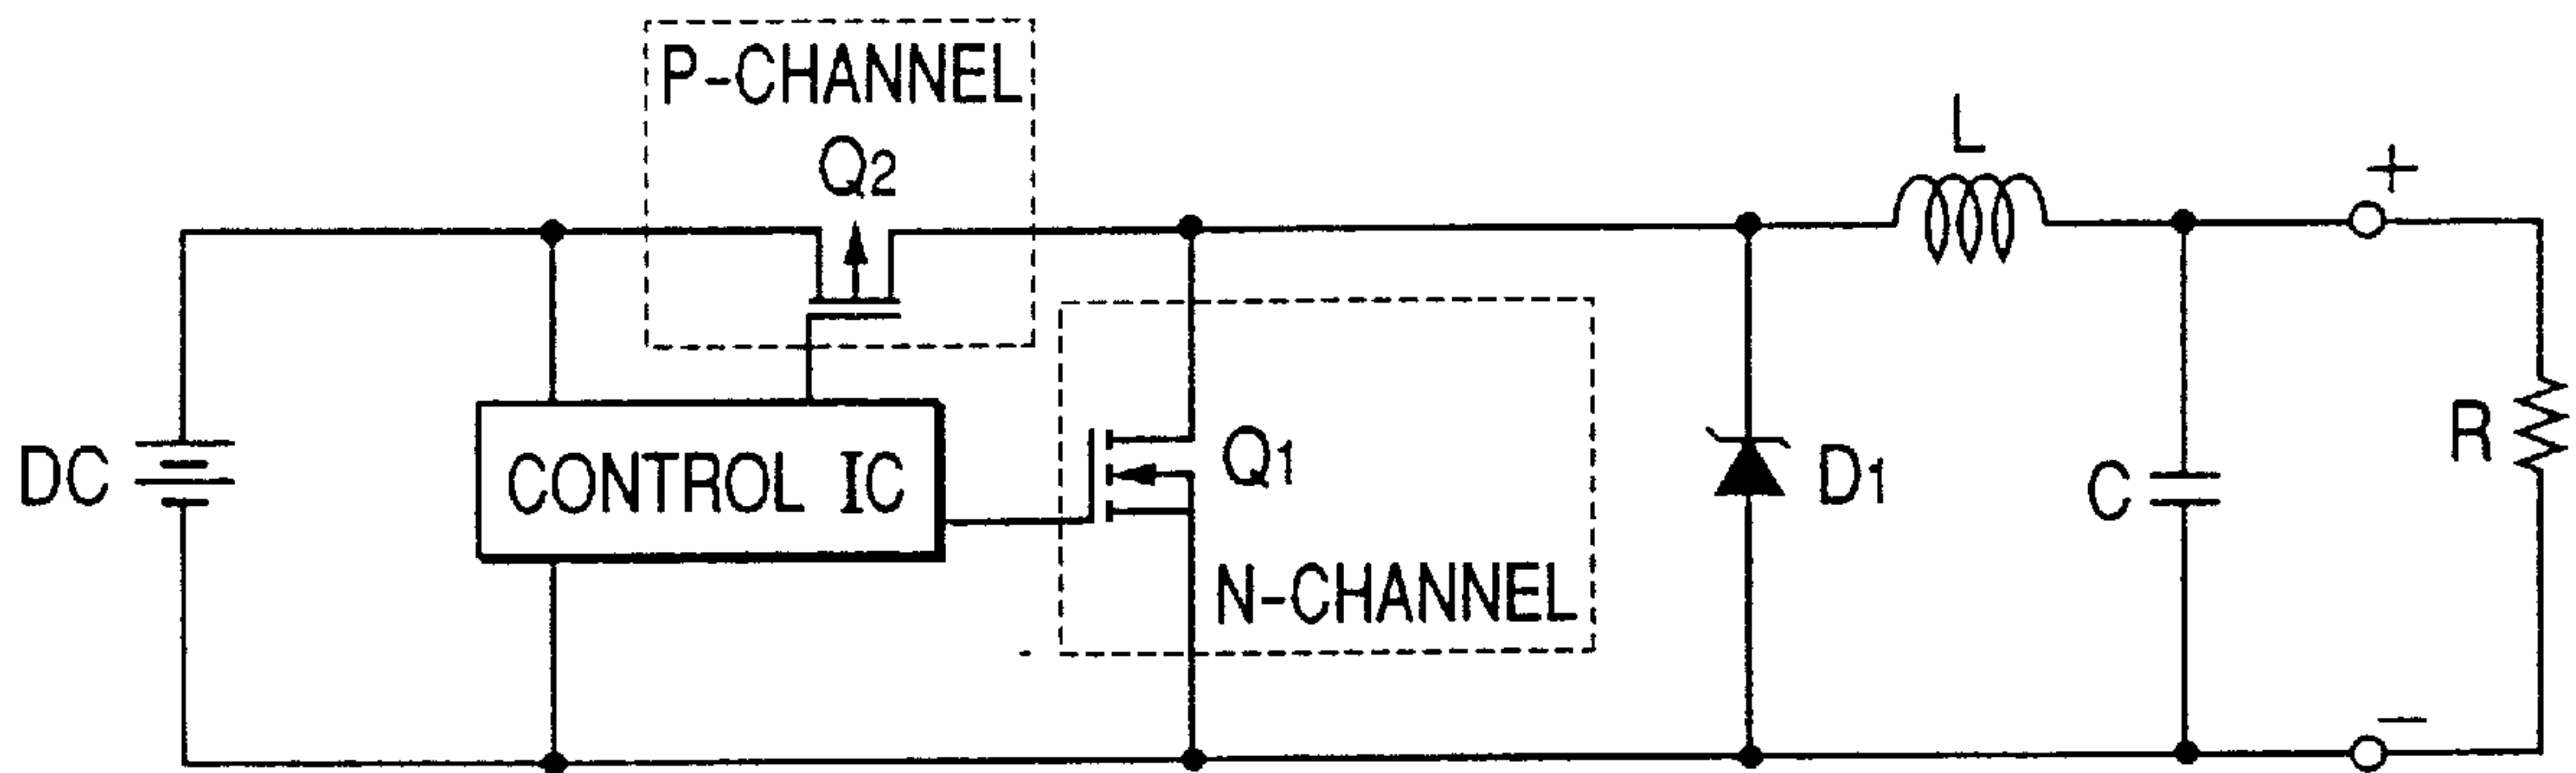 P-CHANNEL
Q2
L
+
DC
CONTROL IC
Q1
N-CHANNEL
D1
C
R
−